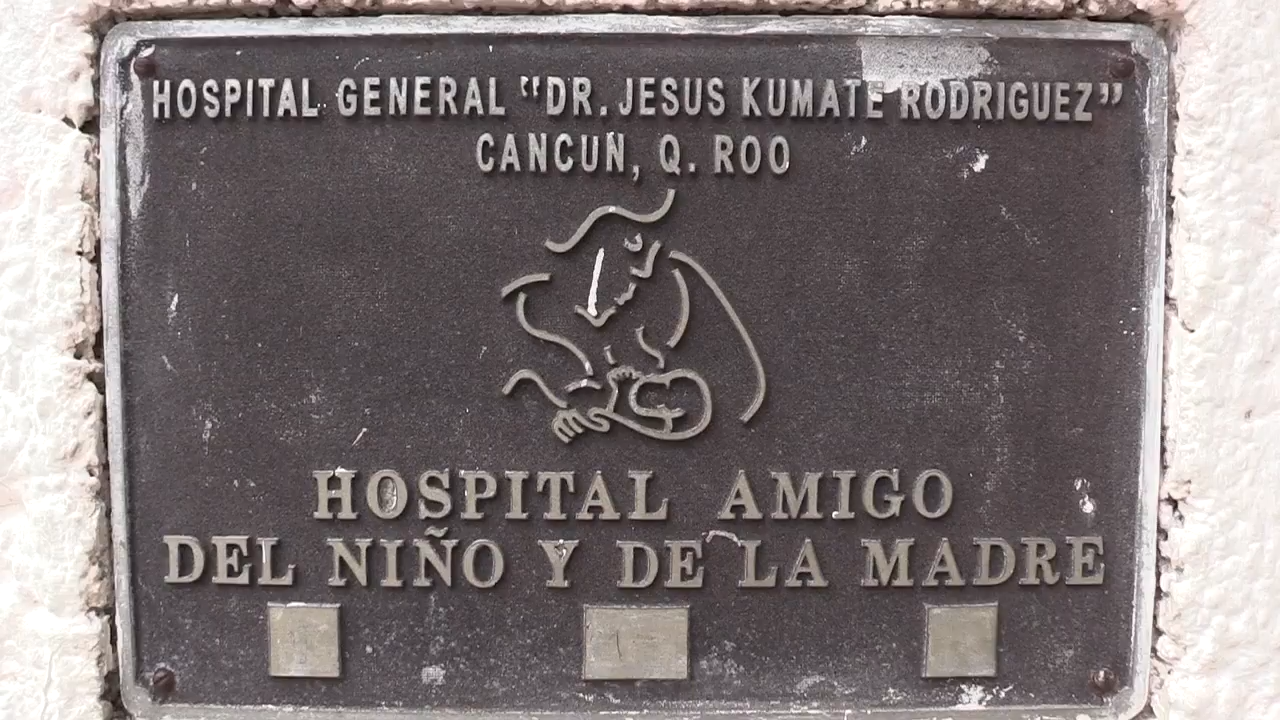 HOSPITAL GENERAL "DR. JESUS KUMATE RODRIGUEZ"
CANCUN, Q. ROO
HOSPITAL AMIGO
DEL NIÑO Y DE LA MADRE